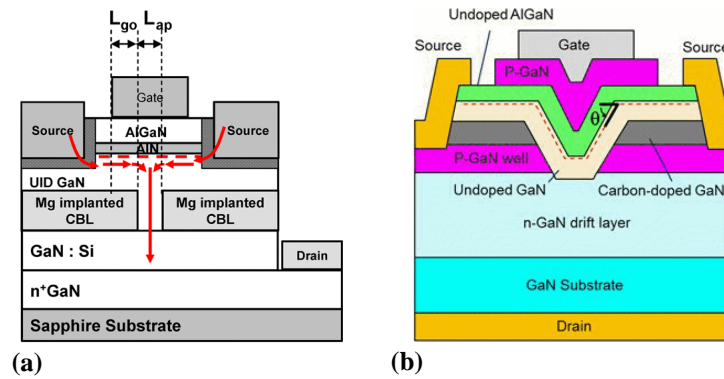 L_go L_ap
Gate
Source
Source
AlGaN
AlN
UID GaN
Mg implanted
CBL
Mg implanted
CBL
GaN : Si
Drain
n⁺GaN
Sapphire Substrate
(a)
Undoped AlGaN
Source
Gate
Source
P-GaN
θ
P-GaN well
Undoped GaN
Carbon-doped GaN
n-GaN drift layer
GaN Substrate
Drain
(b)